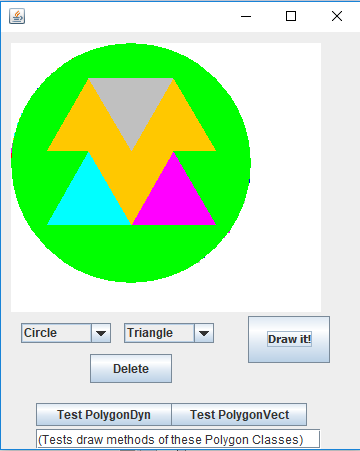 Circle Triangle Draw it!
Delete
Test PolygonDyn Test PolygonVect
(Tests draw methods of these Polygon Classes)